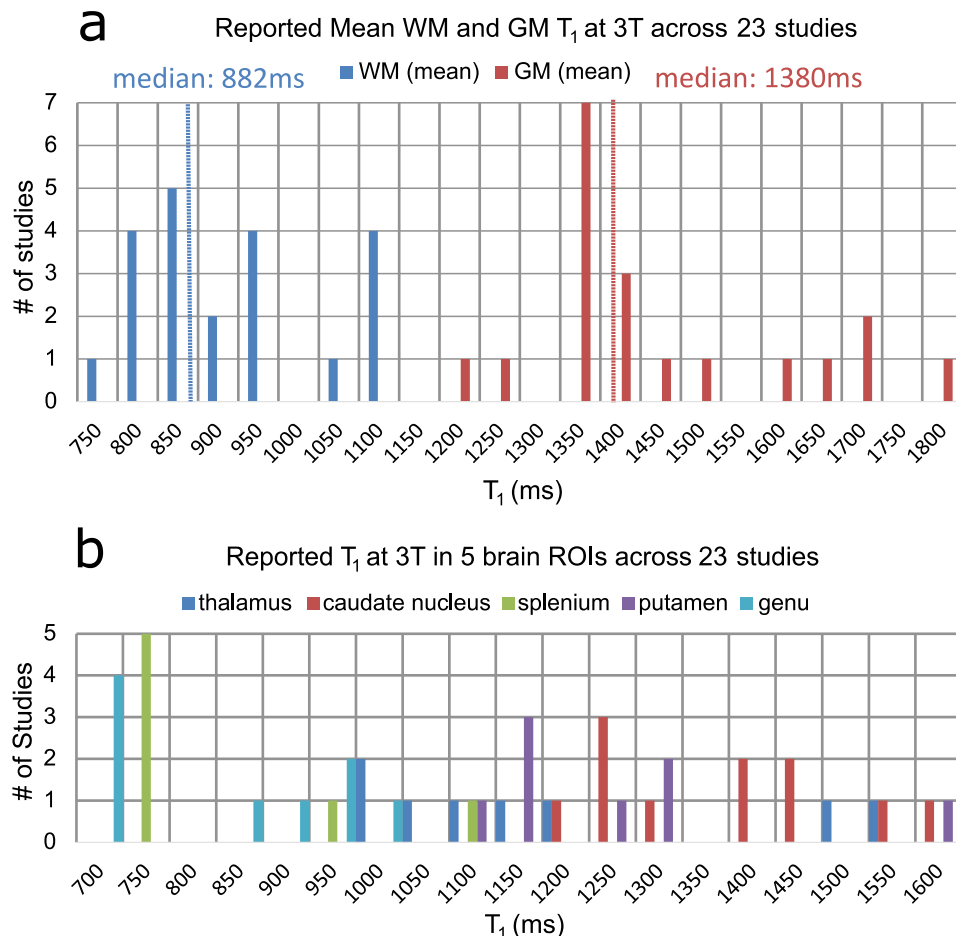 a
Reported Mean WM and GM T1 at 3T across 23 studies
median: 882ms
WM (mean)
GM (mean)
median: 1380ms
7
6
5
4
3
2
1
0
# of studies
750 800 850 900 950 1000 1050 1100 1150 1200 1250 1350 1400 1450 1500 1550 1600 1650 1700 1750 1800
T1 (ms)
b
Reported T1 at 3T in 5 brain ROIs across 23 studies
thalamus caudate nucleus splenium putamen genu
5
4
3
2
1
0
# of Studies
700 750 800 850 900 950 1000 1050 1100 1150 1200 1250 1300 1350 1400 1450 1500 1550 1600
T1 (ms)